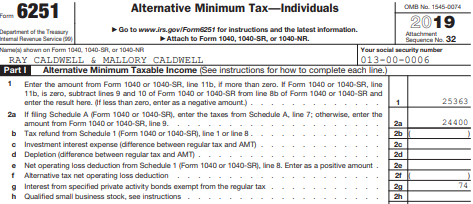 Form 6251
Department of the Treasury
Internal Revenue Service (99)
Alternative Minimum Tax—Individuals
▶ Go to www.irs.gov/Form6251 for instructions and the latest information.
▶ Attach to Form 1040, 1040-SR, or 1040-NR.
OMB No. 1545-0074
2019
Attachment
Sequence No. 32
Name(s) shown on Form 1040, 1040-SR, or 1040-NR
Your social security number
RAY CALDWELL & MALLORY CALDWELL
013-00-0006
Part I Alternative Minimum Taxable Income (See instructions for how to complete each line.)
1 Enter the amount from Form 1040 or 1040-SR, line 11b, if more than zero. If Form 1040 or 1040-SR, line
11b, is zero, subtract lines 9 and 10 of Form 1040 or 1040-SR from line 8b of Form 1040 or 1040-SR and
enter the result here. (If less than zero, enter as a negative amount.) 1 25363
2a If filing Schedule A (Form 1040 or 1040-SR), enter the taxes from Schedule A, line 7; otherwise, enter the
amount from Form 1040 or 1040-SR, line 9. 2a 24400
b Tax refund from Schedule 1 (Form 1040 or 1040-SR), line 1 or line 8 2b (
c Investment interest expense (difference between regular tax and AMT) 2c
d Depletion (difference between regular tax and AMT) 2d
e Net operating loss deduction from Schedule 1 (Form 1040 or 1040-SR), line 8. Enter as a positive amount 2e
f Alternative tax net operating loss deduction 2f (
g Interest from specified private activity bonds exempt from the regular tax 2g 74
h Qualified small business stock, see instructions 2h